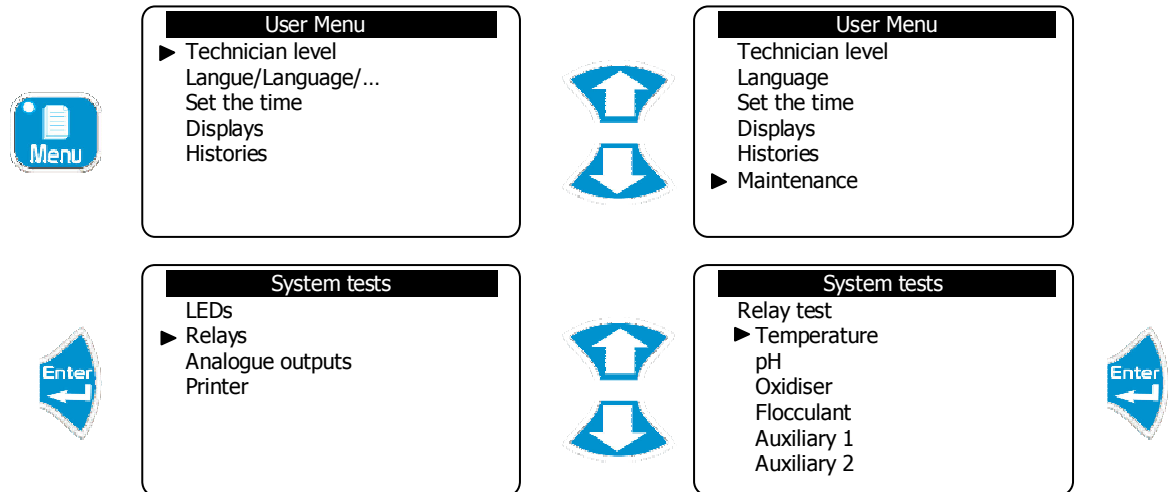 Menu
User Menu
Technician level
Langue/Language/...
Set the time
Displays
Histories
User Menu
Technician level
Language
Set the time
Displays
Histories
Maintenance
Enter
System tests
LEDs
Relays
Analogue outputs
Printer
System tests
Relay test
Temperature
pH
Oxidiser
Flocculant
Auxiliary 1
Auxiliary 2
Enter